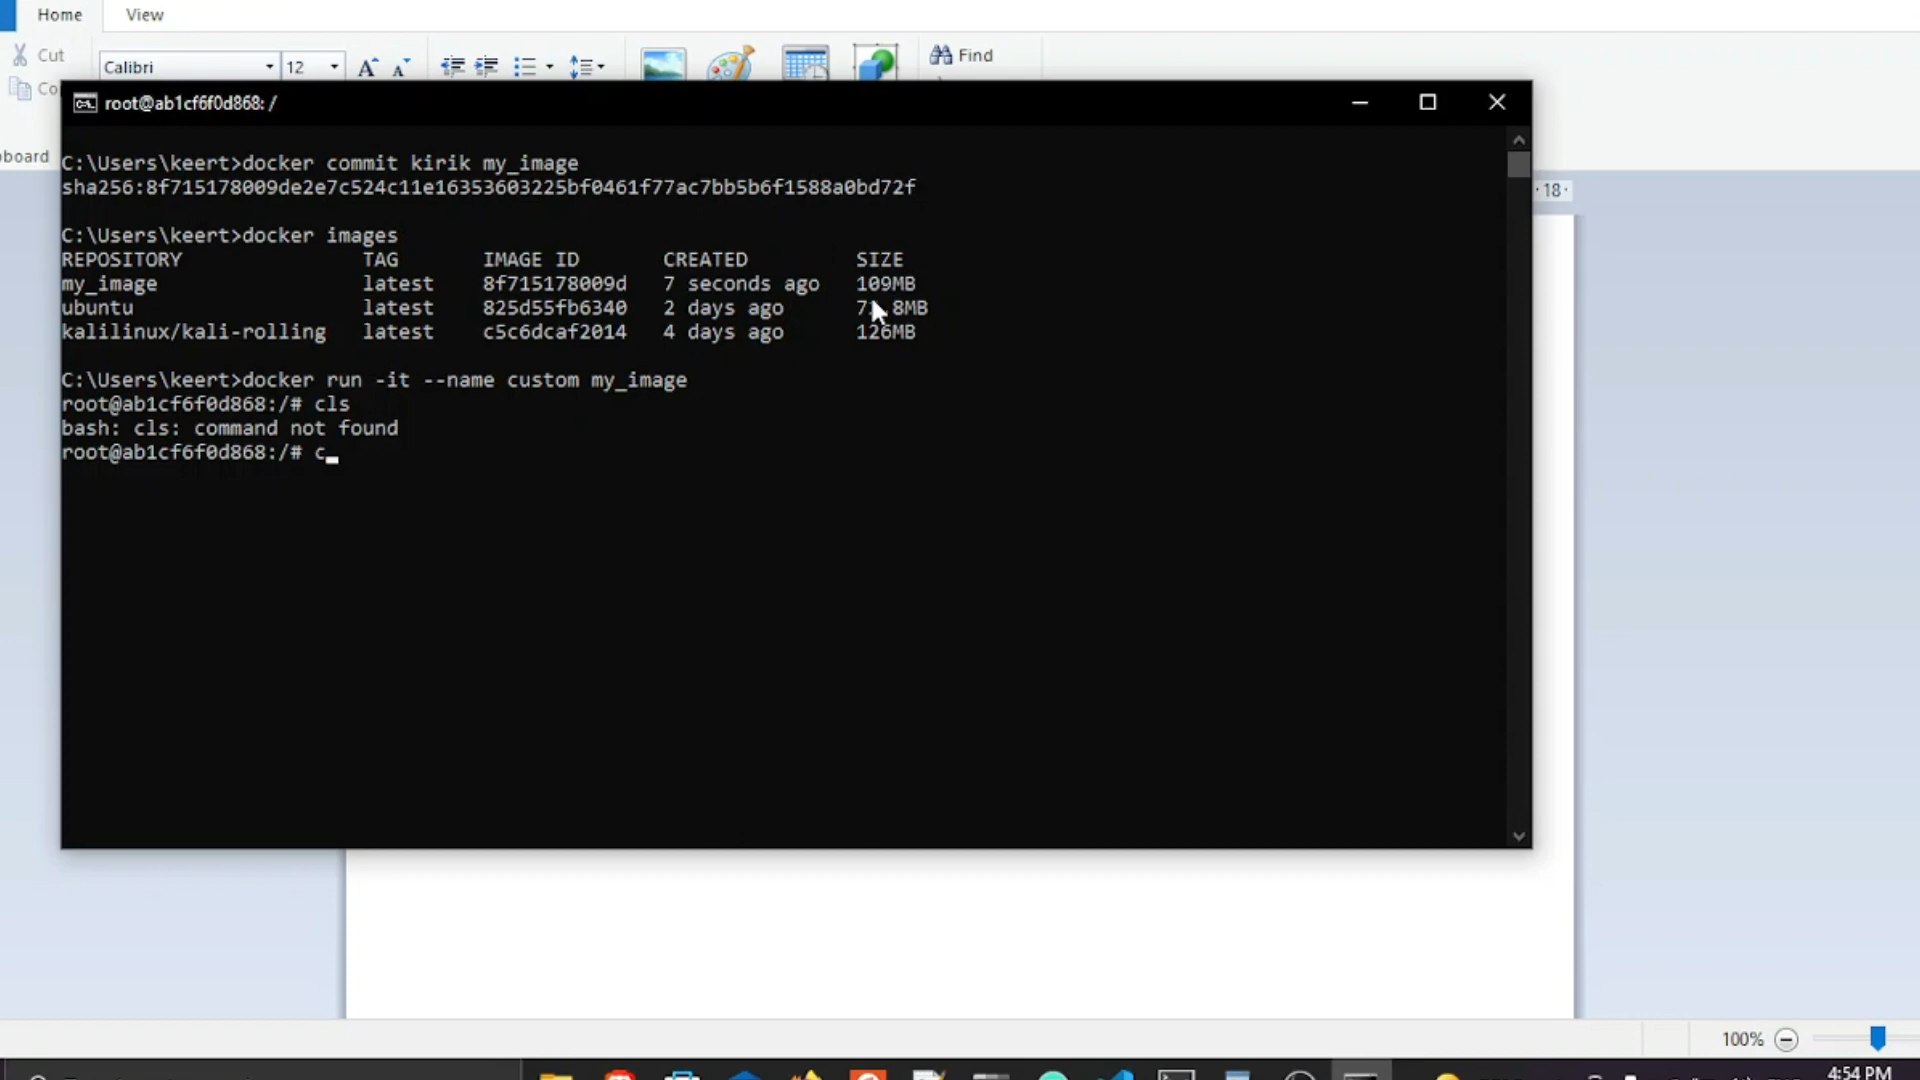 Home View
Cut
Calibri 12 Find
Co
root@ab1cf6f0d868: /
board
C:\Users\keert>docker commit kirik my_image
sha256:8f715178009de2e7c524c11e16353603225bf0461f77ac7bb5b6f1588a0bd72f
18
C:\Users\keert>docker images
REPOSITORY TAG IMAGE ID CREATED SIZE
my_image latest 8f715178009d 7 seconds ago 109MB
ubuntu latest 825d55fb6340 2 days ago
kalilinux/kali-rolling latest c5c6dcaf2014 4 days ago 126MB
C:\Users\keert>docker run -it --name custom my_image
root@ab1cf6f0d868:/# cls
bash: cls: command not found
root@ab1cf6f0d868:/# c
100%
4:54 PM